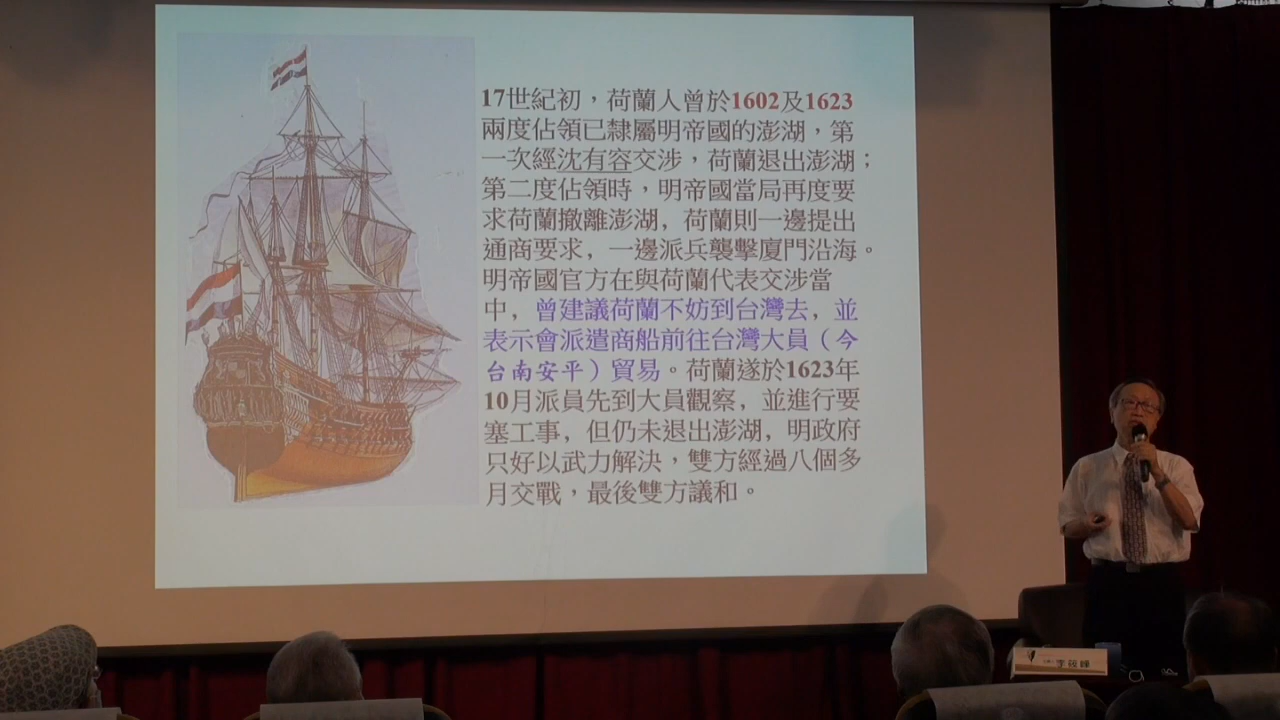 17世紀初，荷蘭人曾於1602及1623
兩度佔領已隸屬明帝國的澎湖，第
一次經沈有容交涉，荷蘭退出澎湖；
第二度佔領時，明帝國當局再度要
求荷蘭撤離澎湖, 荷蘭則一邊提出
通商要求, 一邊派兵襲擊廈門沿海。
明帝國官方在與荷蘭代表交涉當
中, 曾建議荷蘭不妨到台灣去, 並
表示會派遣商船前往台灣大員（今
台南安平）貿易。荷蘭遂於1623年
10月派員先到大員觀察, 並進行要
塞工事, 但仍未退出澎湖, 明政府
只好以武力解決，雙方經過八個多
月交戰，最後雙方議和。
李筱峰